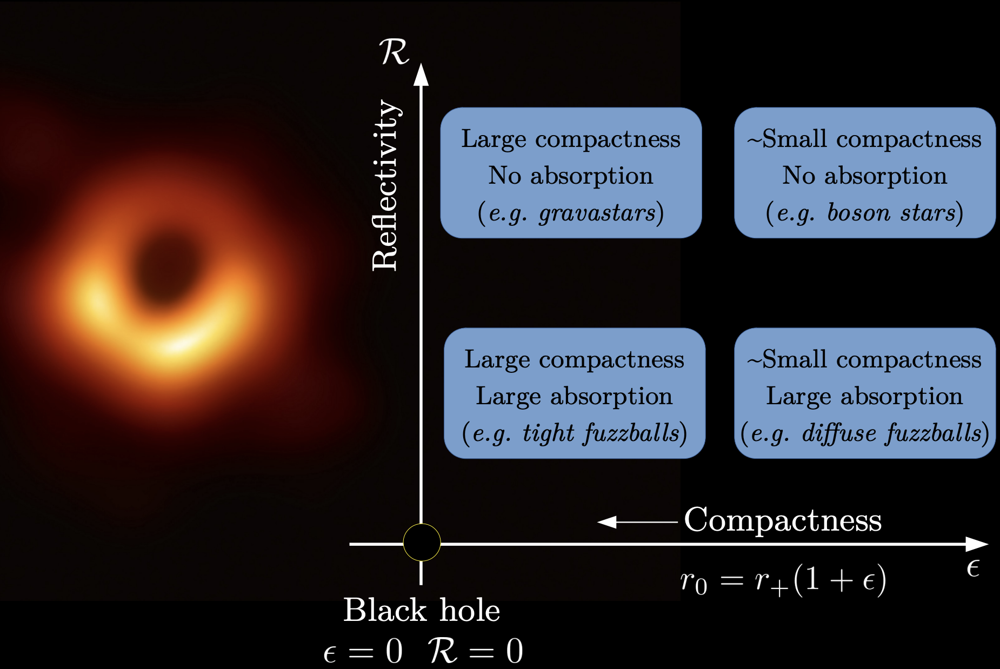 ℛ
Reflectivity
Large compactness
No absorption
(e.g. gravastars)
~Small compactness
No absorption
(e.g. boson stars)
Large compactness
Large absorption
(e.g. tight fuzzballs)
~Small compactness
Large absorption
(e.g. diffuse fuzzballs)
Compactness
ϵ
r₀ = r₊(1 + ϵ)
Black hole
ϵ = 0 ℛ = 0